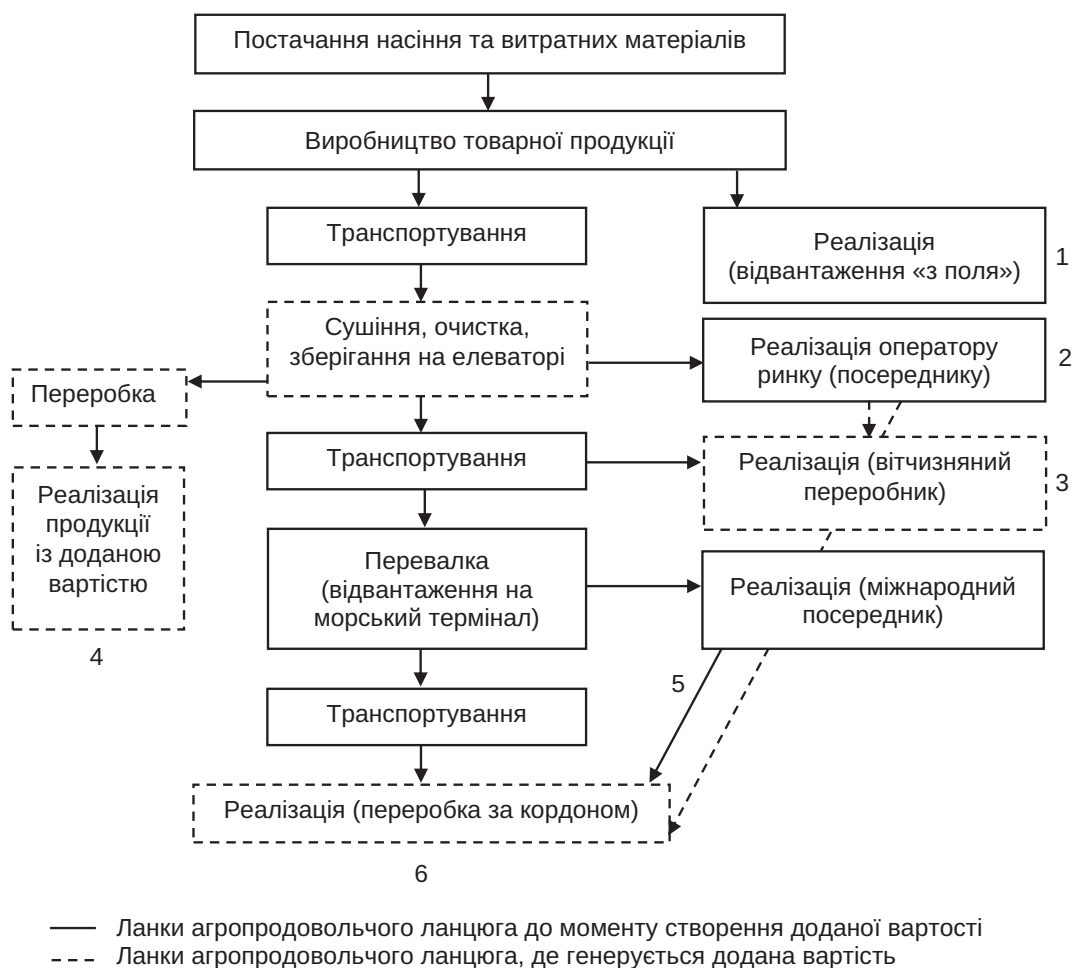 Постачання насіння та витратних матеріалів
Виробництво товарної продукції
Транспортування
Реалізація
(відвантаження «з поля»)
1
Сушіння, очистка,
зберігання на елеваторі
Реалізація оператору
ринку (посереднику)
2
Переробка
Транспортування
Реалізація (вітчизняний
переробник)
3
Реалізація
продукції
із доданою
вартістю
4
Перевалка
(відвантаження на
морський термінал)
Реалізація (міжнародний
посередник)
5
Транспортування
Реалізація (переробка за кордоном)
6
Ланки агропродовольчого ланцюга до моменту створення доданої вартості
Ланки агропродовольчого ланцюга, де генерується додана вартість